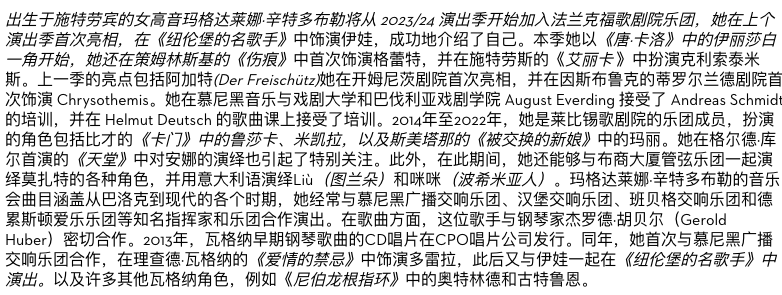 出生于施特劳宾的女高音玛格达莱娜·辛特多布勒将从 2023/24 演出季开始加入法兰克福歌剧院乐团，她在上个
演出季首次亮相，在《纽伦堡的名歌手》中饰演伊娃，成功地介绍了自己。本季她以《唐·卡洛》中的伊丽莎白
一角开始，她还在策姆林斯基的《伤痕》中首次饰演格蕾特，并在施特劳斯的《艾丽卡 》中扮演克利索泰米
斯。上一季的亮点包括阿加特(Der Freischütz)她在开姆尼茨剧院首次亮相，并在因斯布鲁克的蒂罗尔兰德剧院首
次饰演 Chrysothemis。她在慕尼黑音乐与戏剧大学和巴伐利亚戏剧学院 August Everding 接受了 Andreas Schmidt
的培训，并在 Helmut Deutsch 的歌曲课上接受了培训。2014年至2022年，她是莱比锡歌剧院的乐团成员，扮演
的角色包括比才的《卡门》中的鲁莎卡、米凯拉，以及斯美塔那的《被交换的新娘》中的玛丽。她在格尔德·库
尔首演的《天堂》中对安娜的演绎也引起了特别关注。此外，在此期间，她还能够与布商大厦管弦乐团一起演
绎莫扎特的各种角色，并用意大利语演绎Liù（图兰朵）和咪咪（波希米亚人）。玛格达莱娜·辛特多布勒的音乐
会曲目涵盖从巴洛克到现代的各个时期，她经常与慕尼黑广播交响乐团、汉堡交响乐团、班贝格交响乐团和德
累斯顿爱乐乐团等知名指挥家和乐团合作演出。在歌曲方面，这位歌手与钢琴家杰罗德·胡贝尔（Gerold
Huber）密切合作。2013年，瓦格纳早期钢琴歌曲的CD唱片在CPO唱片公司发行。同年，她首次与慕尼黑广播
交响乐团合作，在理查德·瓦格纳的《爱情的禁忌》中饰演多雷拉，此后又与伊娃一起在《纽伦堡的名歌手》中
演出。以及许多其他瓦格纳角色，例如《尼伯龙根指环》中的奥特林德和古特鲁恩。